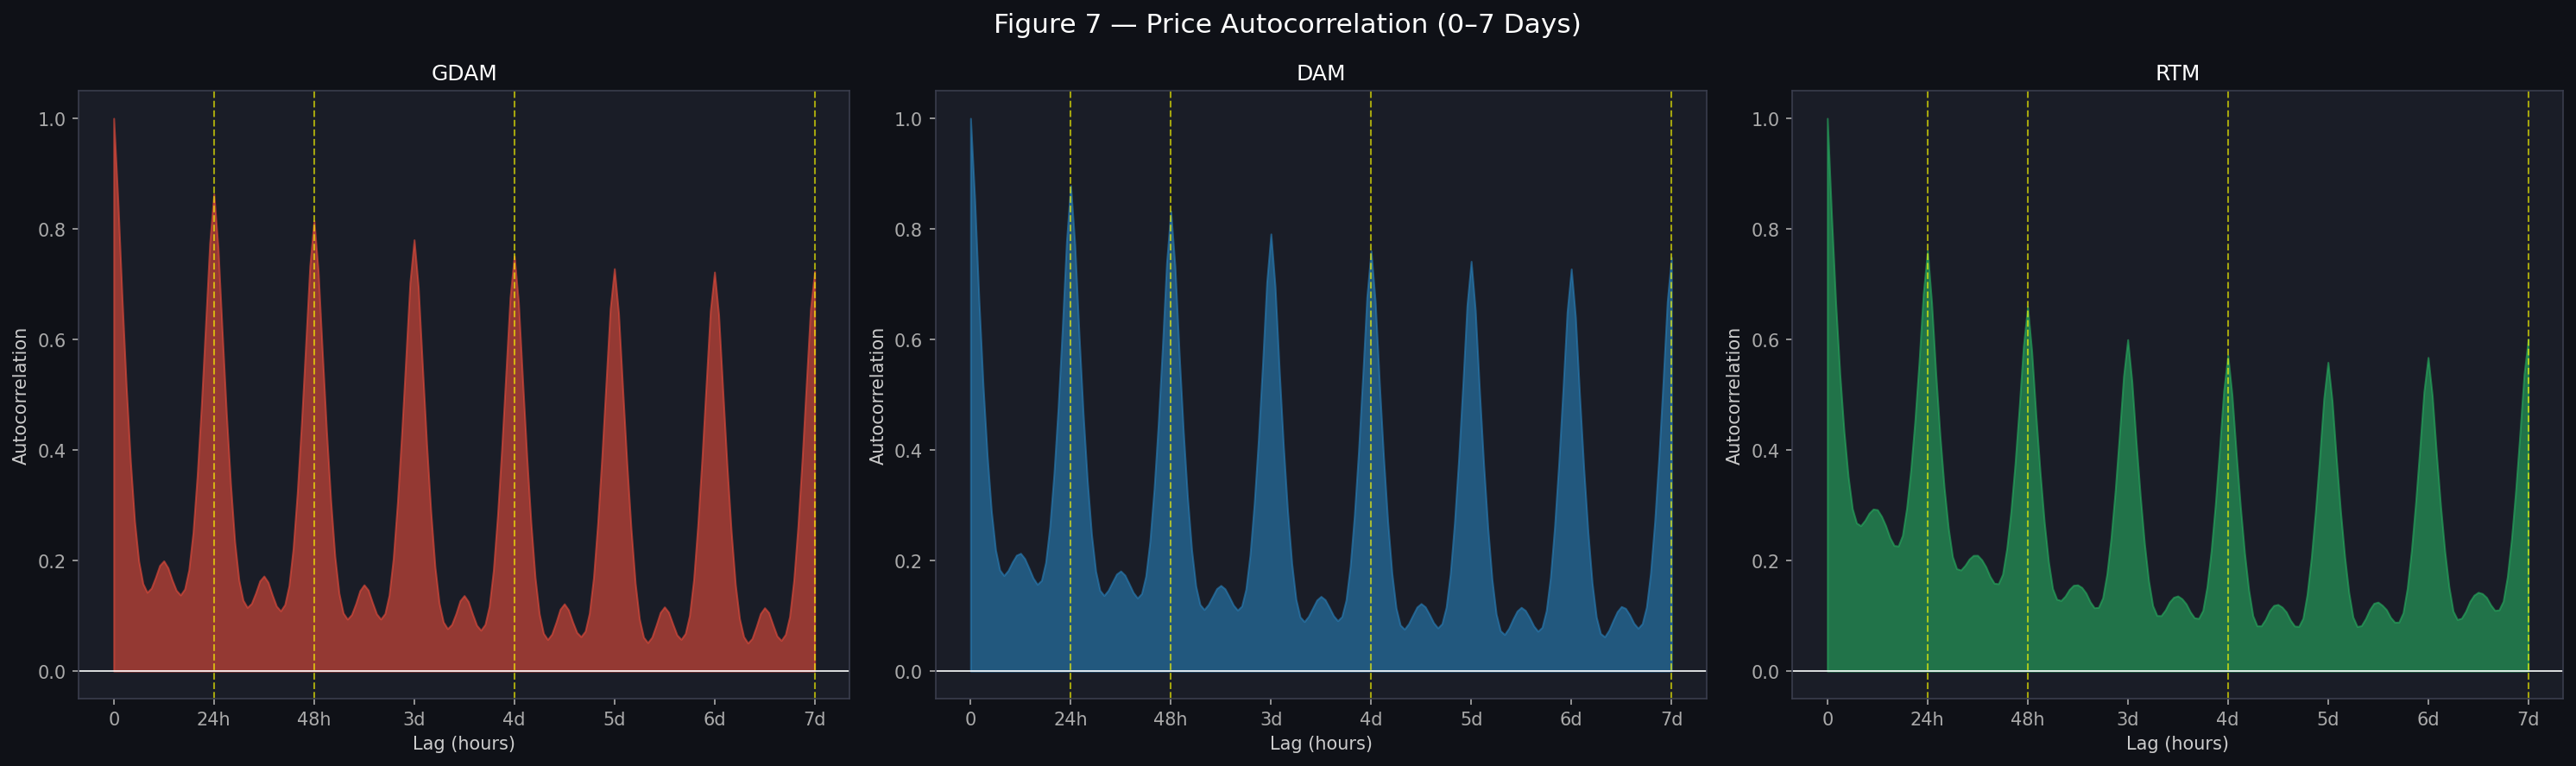 Figure 7 — Price Autocorrelation (0–7 Days)
GDAM
Autocorrelation
1.0
0.8
0.6
0.4
0.2
0.0
0 24h 48h 3d 4d 5d 6d 7d
Lag (hours)
DAM
Autocorrelation
1.0
0.8
0.6
0.4
0.2
0.0
0 24h 48h 3d 4d 5d 6d 7d
Lag (hours)
RTM
Autocorrelation
1.0
0.8
0.6
0.4
0.2
0.0
0 24h 48h 3d 4d 5d 6d 7d
Lag (hours)